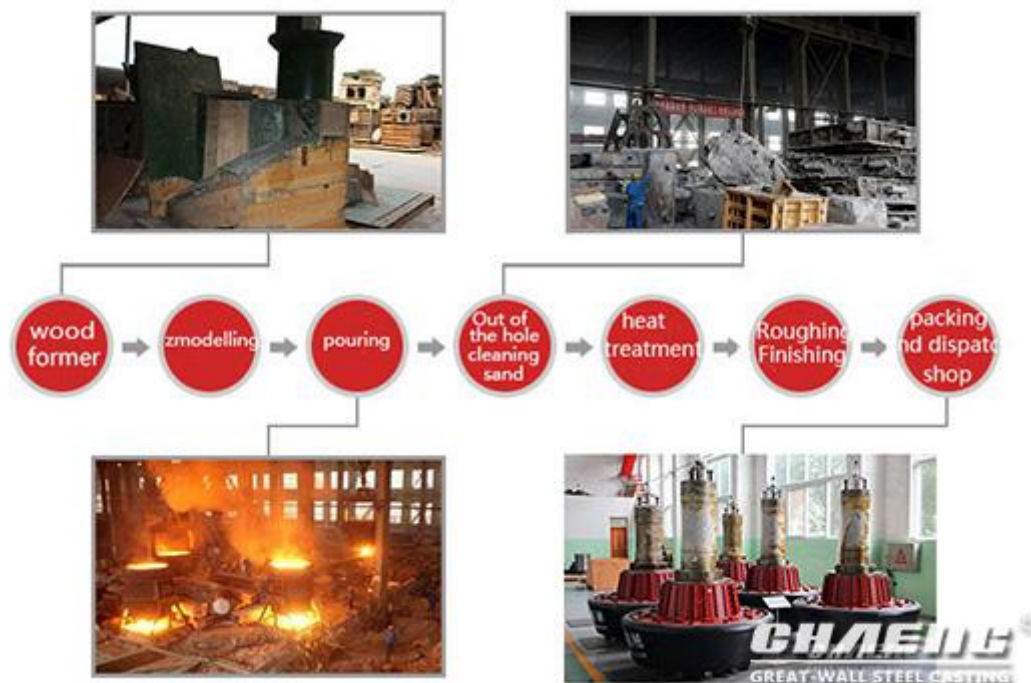 wood
former
zmodelling
pouring
Out of
the hole
cleaning
sand
heat
treatment
Roughing
Finishing
packing
nd dispatc
shop
CHAENG
GREAT-WALL STEEL CASTING